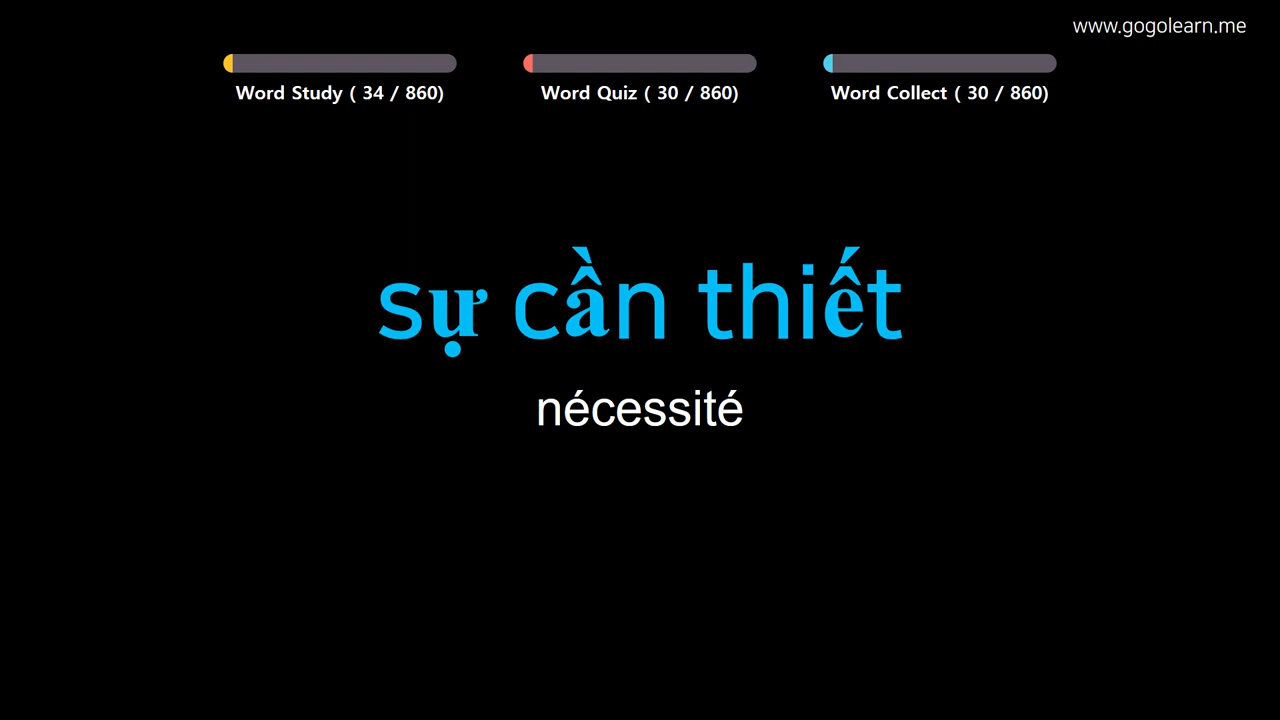 www.gogolearn.me
Word Study ( 34 / 860)
Word Quiz ( 30 / 860)
Word Collect ( 30 / 860)
sự cần thiết
nécessité